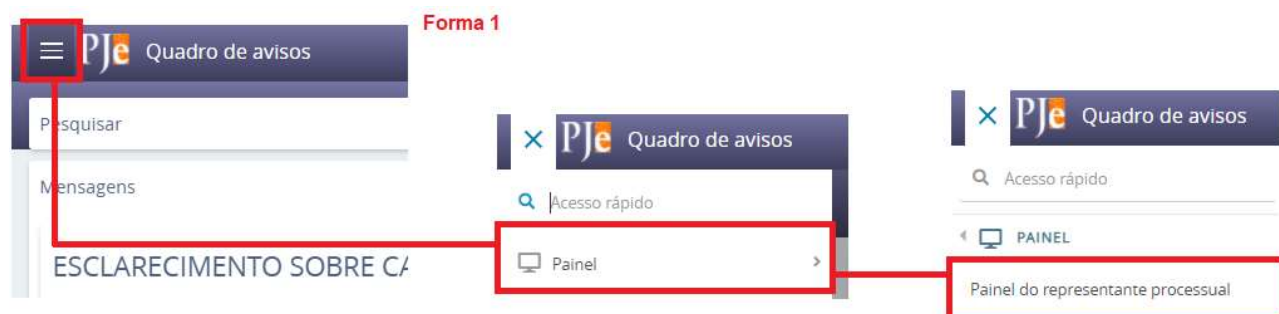 Forma 1
PJe Quadro de avisos
Pesquisar
Mensagens
ESCLARECIMENTO SOBRE CA
PJe Quadro de avisos
Acesso rápido
Painel
PJe Quadro de avisos
Acesso rápido
PAINEL
Painel do representante processual